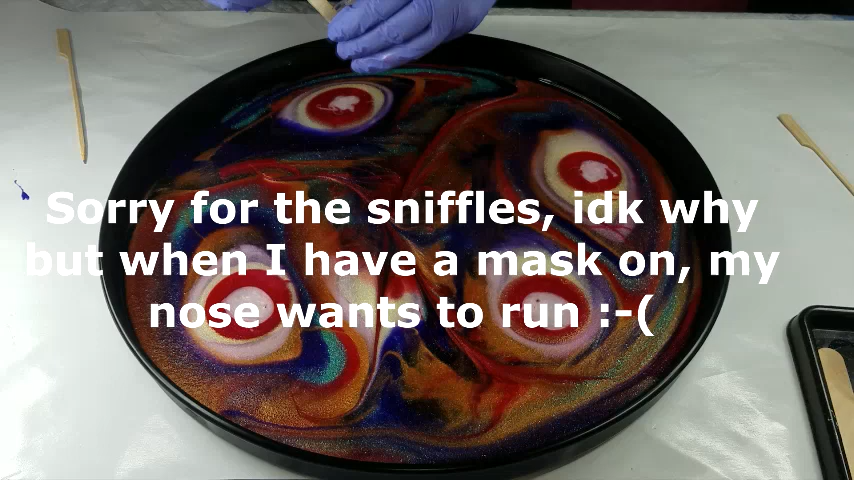 Sorry for the sniffles, idk why
but when I have a mask on, my
nose wants to run :-(